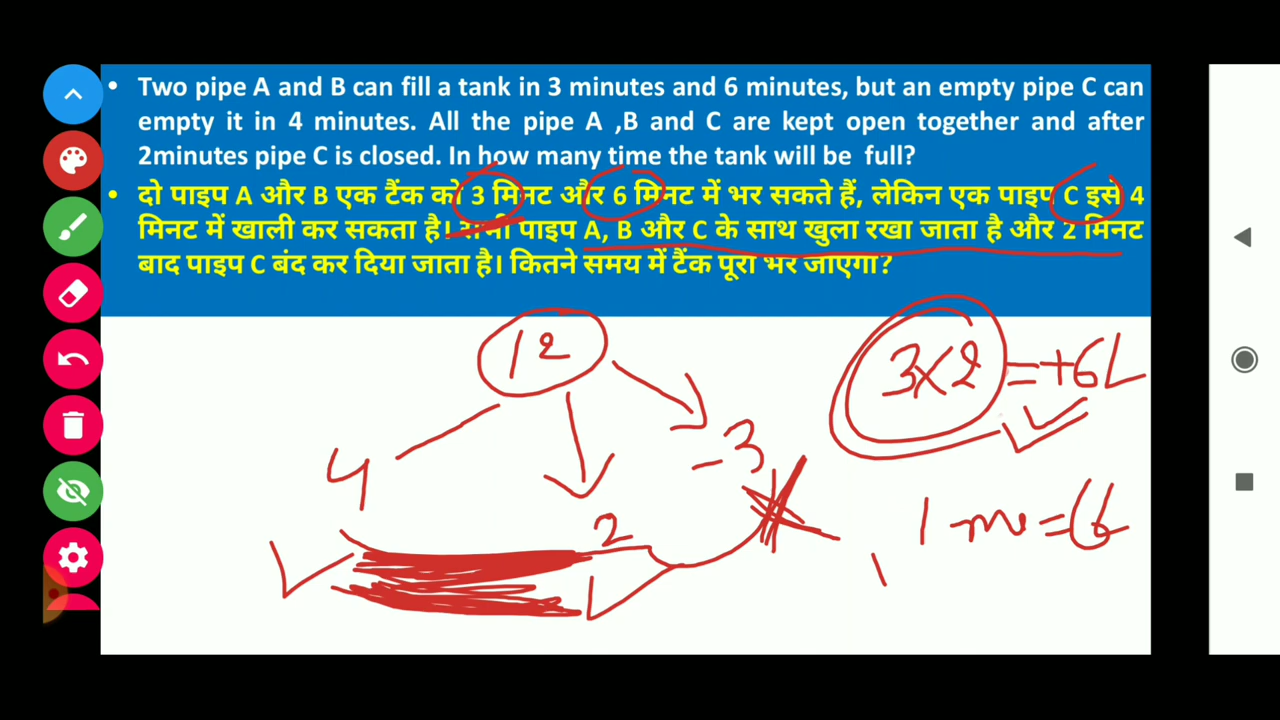 Two pipe A and B can fill a tank in 3 minutes and 6 minutes, but an empty pipe C can
empty it in 4 minutes. All the pipe A ,B and C are kept open together and after
2minutes pipe C is closed. In how many time the tank will be full?
दो पाइप A और B एक टैंक को 3 मिनट और 6 मिनट में भर सकते हैं, लेकिन एक पाइप C इसे 4
मिनट में खाली कर सकता है। सभी पाइप A, B और C के साथ खुला रखा जाता है और 2 मिनट
बाद पाइप C बंद कर दिया जाता है। कितने समय में टैंक पूरा भर जाएगा?
12
3×2 = +6L
4
2
-3
1 = 6